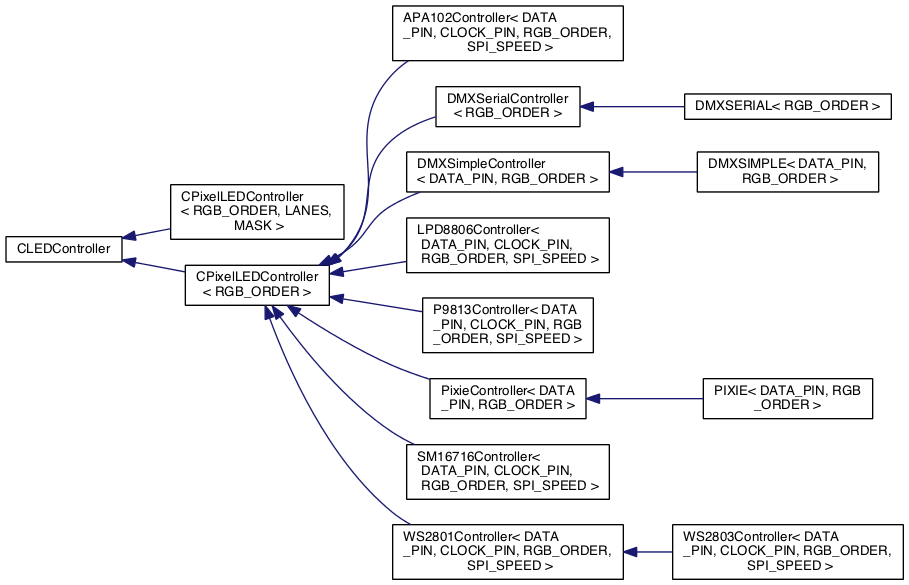 APA102Controller< DATA
_PIN, CLOCK_PIN, RGB_ORDER,
SPI_SPEED >
DMXSerialController
< RGB_ORDER >
DMXSERIAL< RGB_ORDER >
DMXSimpleController
< DATA_PIN, RGB_ORDER >
DMXSIMPLE< DATA_PIN,
RGB_ORDER >
CPixelLEDController
< RGB_ORDER, LANES,
MASK >
CLEDController
LPD8806Controller<
DATA_PIN, CLOCK_PIN,
RGB_ORDER, SPI_SPEED >
CPixelLEDController
< RGB_ORDER >
P9813Controller< DATA
_PIN, CLOCK_PIN, RGB
_ORDER, SPI_SPEED >
PixieController< DATA
_PIN, RGB_ORDER >
PIXIE< DATA_PIN, RGB
_ORDER >
SM16716Controller<
DATA_PIN, CLOCK_PIN,
RGB_ORDER, SPI_SPEED >
WS2801Controller< DATA
_PIN, CLOCK_PIN, RGB_ORDER,
SPI_SPEED >
WS2803Controller< DATA
_PIN, CLOCK_PIN, RGB_ORDER,
SPI_SPEED >